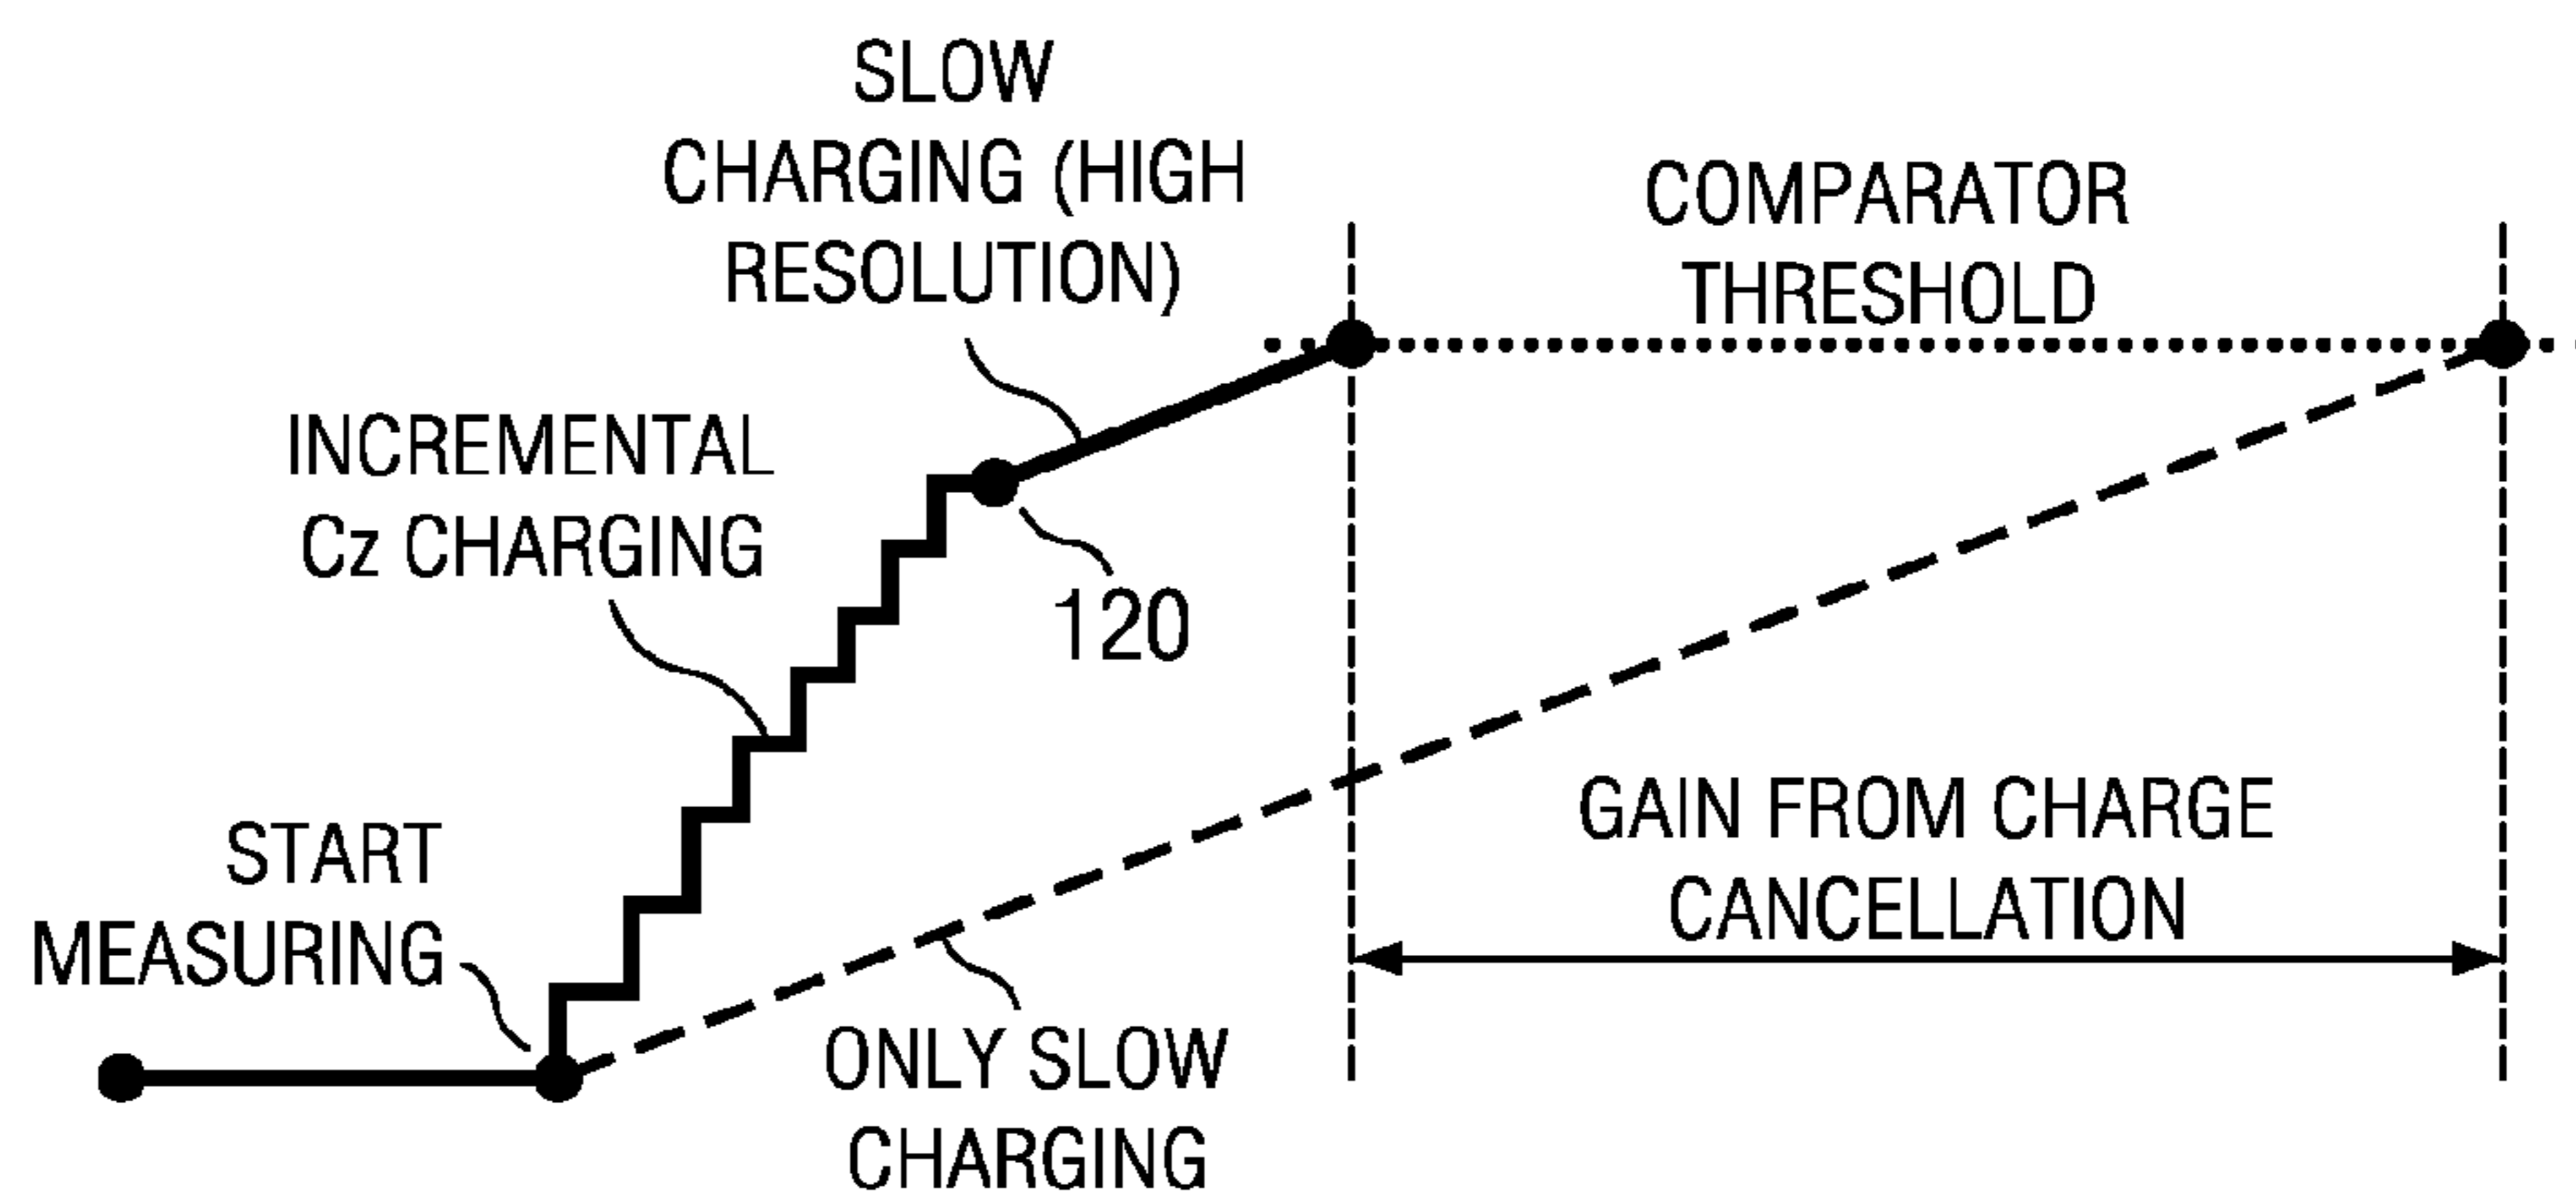 SLOW
CHARGING (HIGH
RESOLUTION)
COMPARATOR
THRESHOLD
INCREMENTAL
Cz CHARGING
120
START
MEASURING
GAIN FROM CHARGE
CANCELLATION
ONLY SLOW
CHARGING